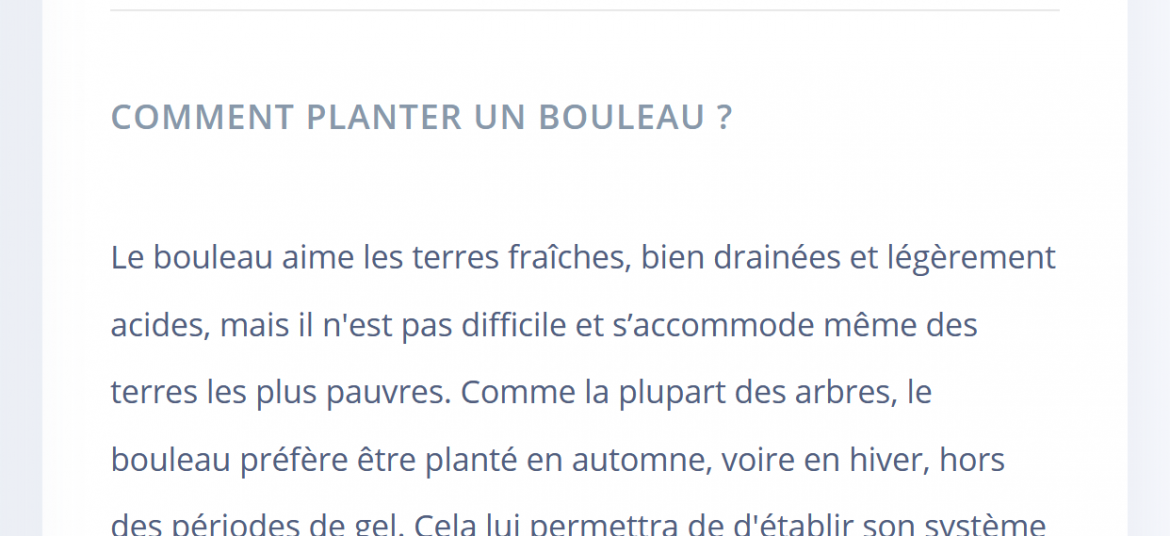 COMMENT PLANTER UN BOULEAU ?
Le bouleau aime les terres fraîches, bien drainées et légèrement
acides, mais il n'est pas difficile et s’accommode même des
terres les plus pauvres. Comme la plupart des arbres, le
bouleau préfère être planté en automne, voire en hiver, hors
des périodes de gel. Cela lui permettra de d'établir son système